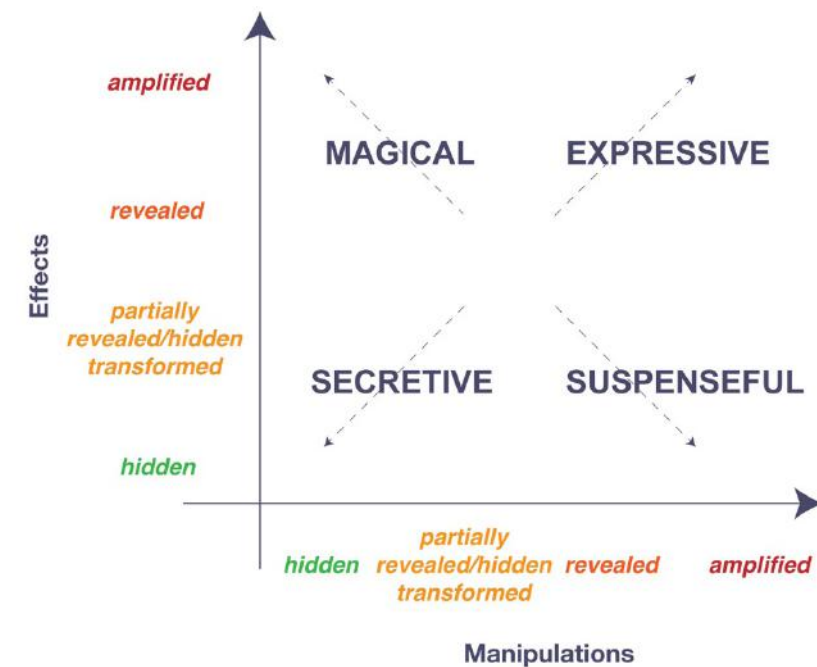 amplified
MAGICAL
EXPRESSIVE
revealed
Effects
partially
revealed/hidden
transformed
SECRETIVE
SUSPENSEFUL
hidden
hidden
partially
revealed/hidden
transformed
revealed
amplified
Manipulations